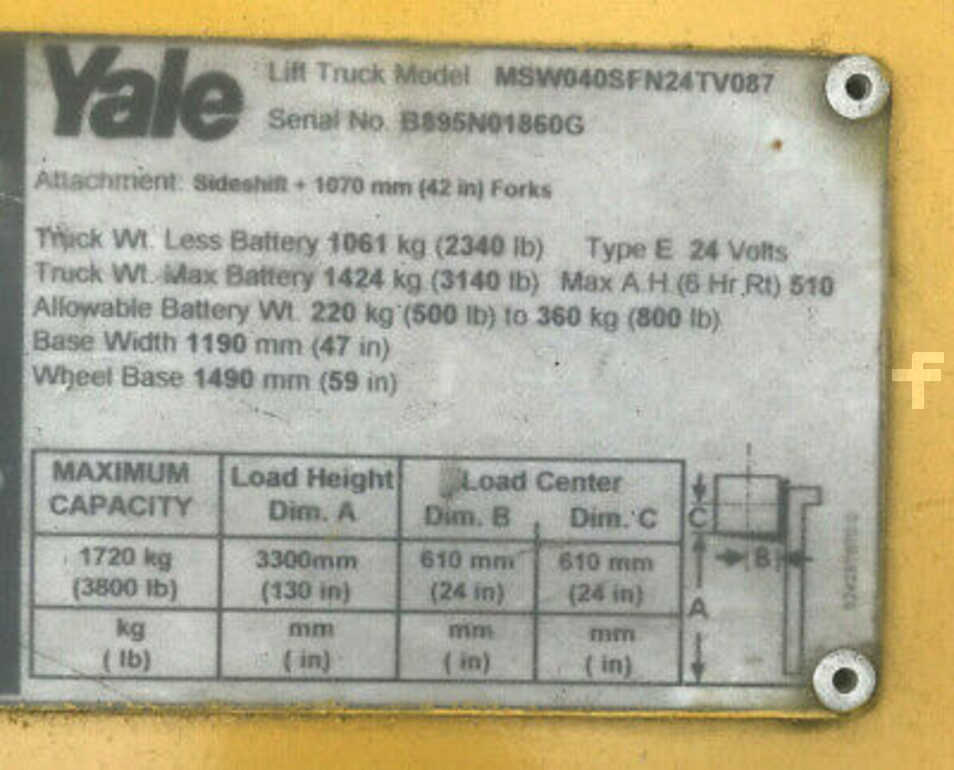 Yale
Lift Truck Model MSW040SFN24TV087
Serial No. B895N01860G
Attachment: Sideshift + 1070 mm (42 in) Forks
Truck Wt. Less Battery 1061 kg (2340 lb) Type E 24 Volts
Truck Wt. Max Battery 1424 kg (3140 lb) Max A.H.(6 Hr.Rt) 510
Allowable Battery Wt. 220 kg (500 lb) to 360 kg (800 lb)
Base Width 1190 mm (47 in)
Wheel Base 1490 mm (59 in)
MAXIMUM CAPACITY
Load Height Dim. A
Load Center
Dim. B Dim. C
1720 kg 3300mm 610 mm 610 mm
(3800 lb) (130 in) (24 in) (24 in)
kg mm mm mm
( lb) ( in) ( in) ( in)
C
B
A
f